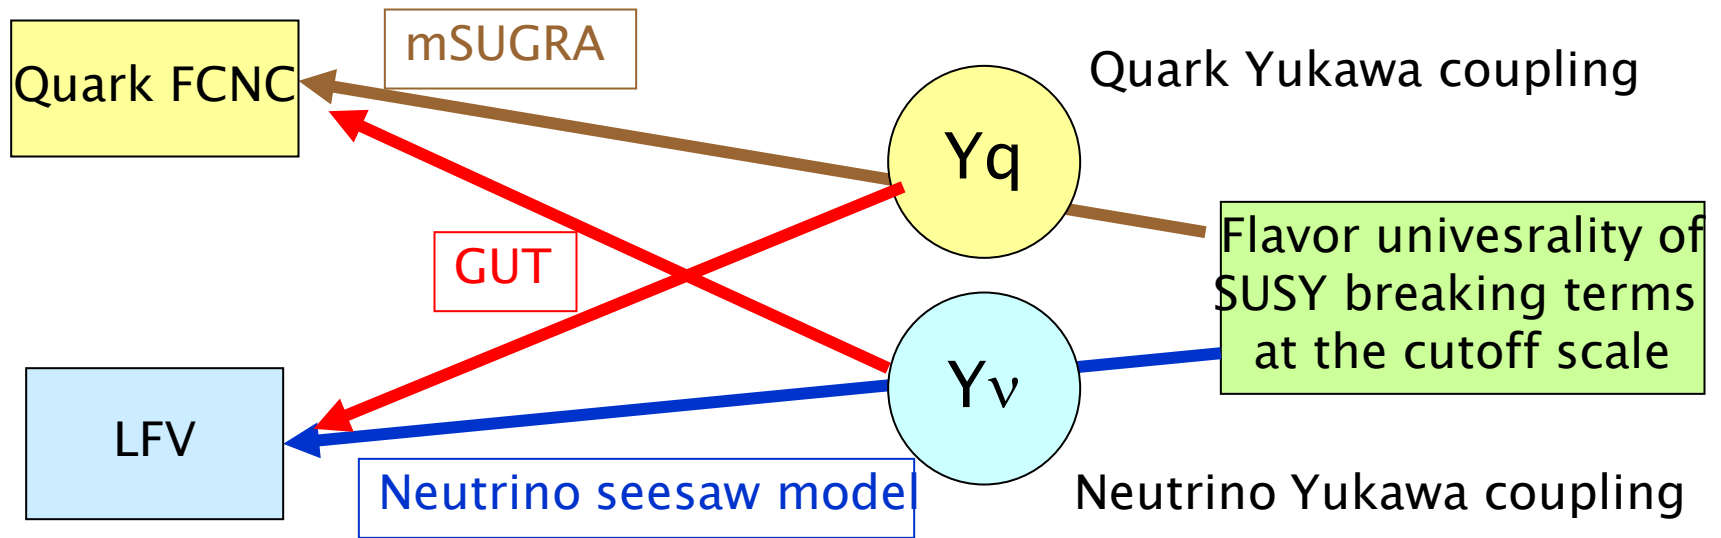 mSUGRA
Quark FCNC
Quark Yukawa coupling
Yq
GUT
Flavor univesrality of
SUSY breaking terms
at the cutoff scale
Yν
LFV
Neutrino seesaw model
Neutrino Yukawa coupling